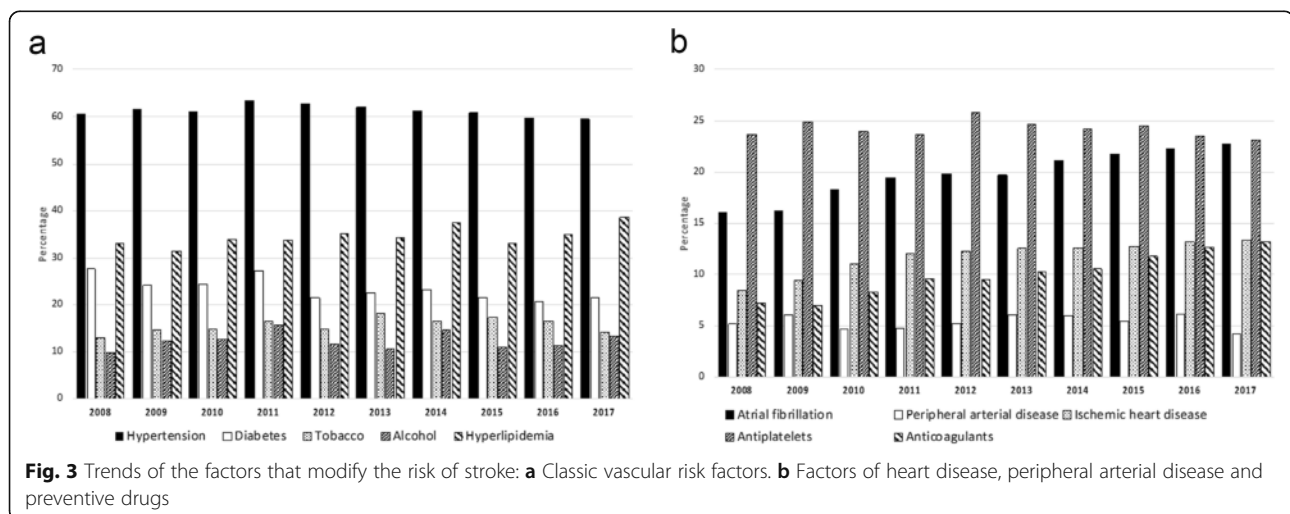 a
70
60
50
40
30
20
10
0
Percentage
2008 2009 2010 2011 2012 2013 2014 2015 2016 2017
Hypertension Diabetes Tobacco Alcohol Hyperlipidemia
b
30
25
20
15
10
5
0
Percentage
2008 2009 2010 2011 2012 2013 2014 2015 2016 2017
Atrial fibrillation Peripheral arterial disease Ischemic heart disease
Antiplatelets Anticoagulants
Fig. 3 Trends of the factors that modify the risk of stroke: a Classic vascular risk factors. b Factors of heart disease, peripheral arterial disease and
preventive drugs